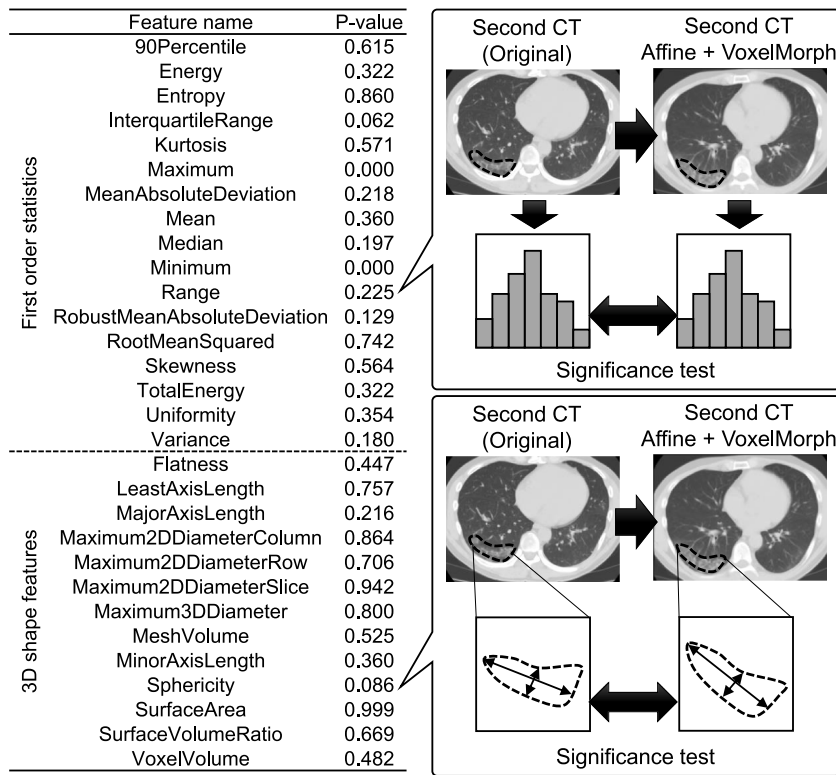 Feature name P-value
First order statistics
90Percentile 0.615
Energy 0.322
Entropy 0.860
InterquartileRange 0.062
Kurtosis 0.571
Maximum 0.000
MeanAbsoluteDeviation 0.218
Mean 0.360
Median 0.197
Minimum 0.000
Range 0.225
RobustMeanAbsoluteDeviation 0.129
RootMeanSquared 0.742
Skewness 0.564
TotalEnergy 0.322
Uniformity 0.354
Variance 0.180
3D shape features
Flatness 0.447
LeastAxisLength 0.757
MajorAxisLength 0.216
Maximum2DDiameterColumn 0.864
Maximum2DDiameterRow 0.706
Maximum2DDiameterSlice 0.942
Maximum3DDiameter 0.800
MeshVolume 0.525
MinorAxisLength 0.360
Sphericity 0.086
SurfaceArea 0.999
SurfaceVolumeRatio 0.669
VoxelVolume 0.482
Second CT
(Original)
Second CT
Affine + VoxelMorph
Significance test
Second CT
(Original)
Second CT
Affine + VoxelMorph
Significance test